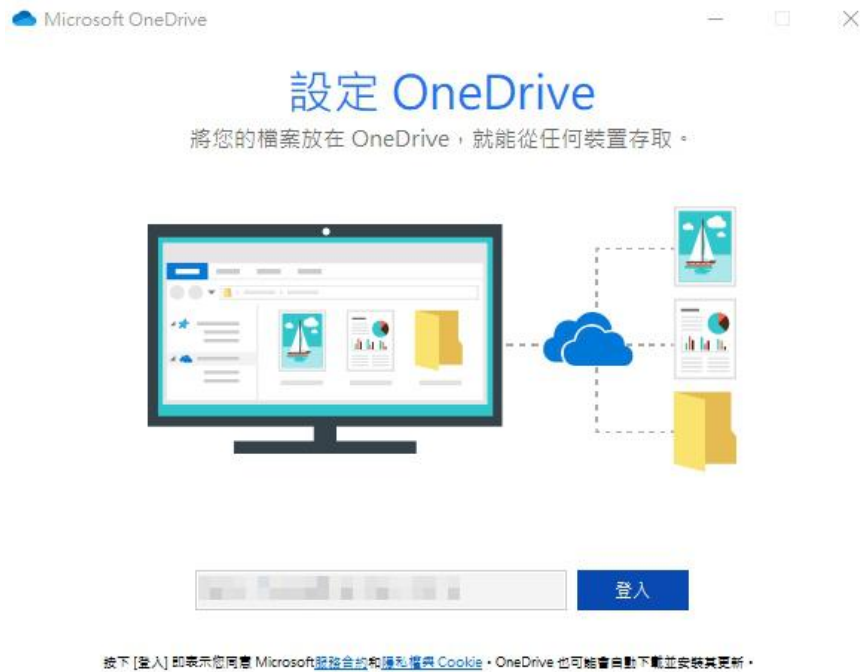 Microsoft OneDrive
設定 OneDrive
將您的檔案放在 OneDrive，就能從任何裝置存取。
登入
按下 [登入] 即表示您同意 Microsoft服務合約和隱私權與 Cookie。OneDrive 也可能會自動下載並安裝其更新。